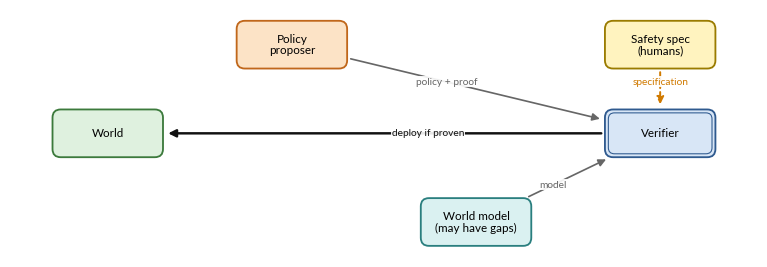 Policy
proposer
Safety spec
(humans)
policy + proof
specification
World
deploy if proven
Verifier
model
World model
(may have gaps)